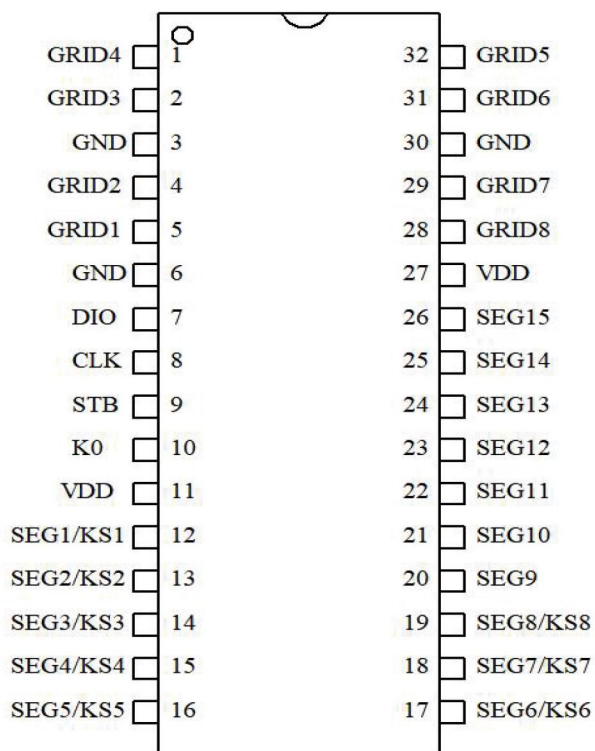 GRID4 1 32 GRID5
GRID3 2 31 GRID6
GND 3 30 GND
GRID2 4 29 GRID7
GRID1 5 28 GRID8
GND 6 27 VDD
DIO 7 26 SEG15
CLK 8 25 SEG14
STB 9 24 SEG13
K0 10 23 SEG12
VDD 11 22 SEG11
SEG1/KS1 12 21 SEG10
SEG2/KS2 13 20 SEG9
SEG3/KS3 14 19 SEG8/KS8
SEG4/KS4 15 18 SEG7/KS7
SEG5/KS5 16 17 SEG6/KS6